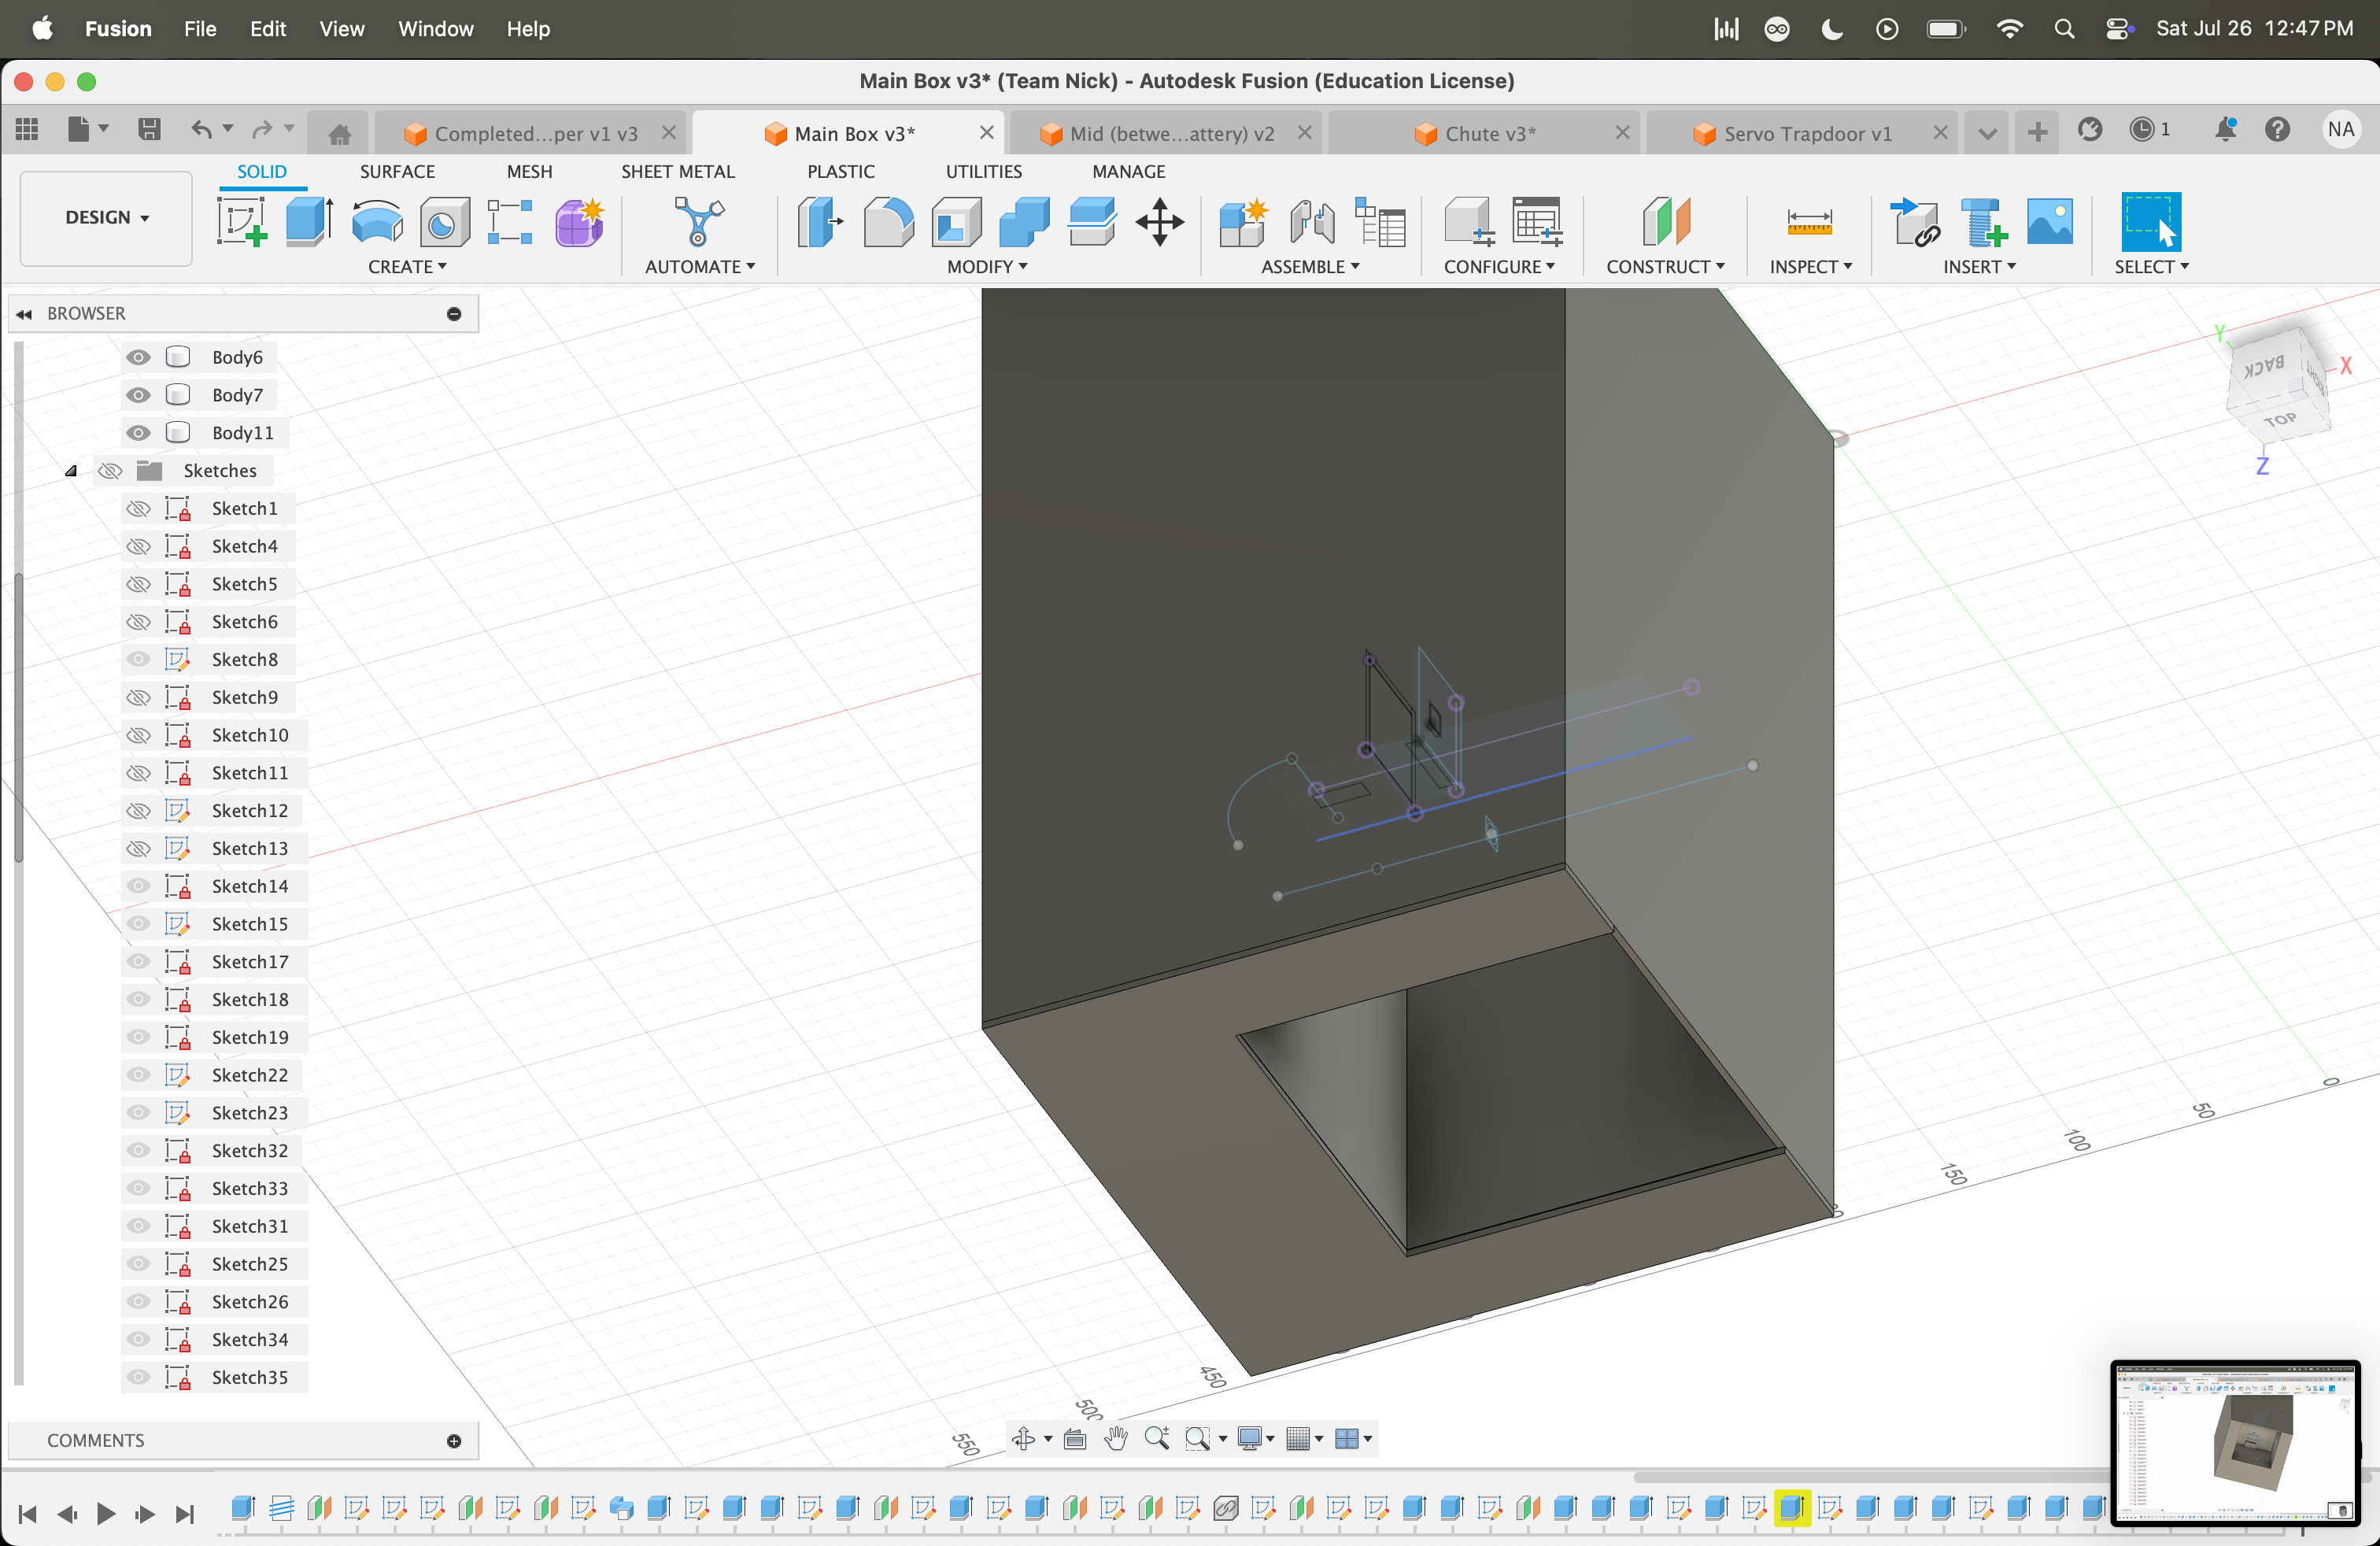 Fusion File Edit View Window Help Sat Jul 26 12:47 PM
Main Box v3* (Team Nick) - Autodesk Fusion (Education License)
Completed...per v1 v3 Main Box v3* Mid (betwe...attery) v2 Chute v3* Servo Trapdoor v1 1 NA
SOLID SURFACE MESH SHEET METAL PLASTIC UTILITIES MANAGE
DESIGN
CREATE AUTOMATE MODIFY ASSEMBLE CONFIGURE CONSTRUCT INSPECT INSERT SELECT
BROWSER
Body6
Body7
Body11
Sketches
Sketch1
Sketch4
Sketch5
Sketch6
Sketch8
Sketch9
Sketch10
Sketch11
Sketch12
Sketch13
Sketch14
Sketch15
Sketch17
Sketch18
Sketch19
Sketch22
Sketch23
Sketch32
Sketch33
Sketch31
Sketch25
Sketch26
Sketch34
Sketch35
Y
BACK
RIGHT
X
TOP
Z
0
50
100
150
450
500
550
COMMENTS